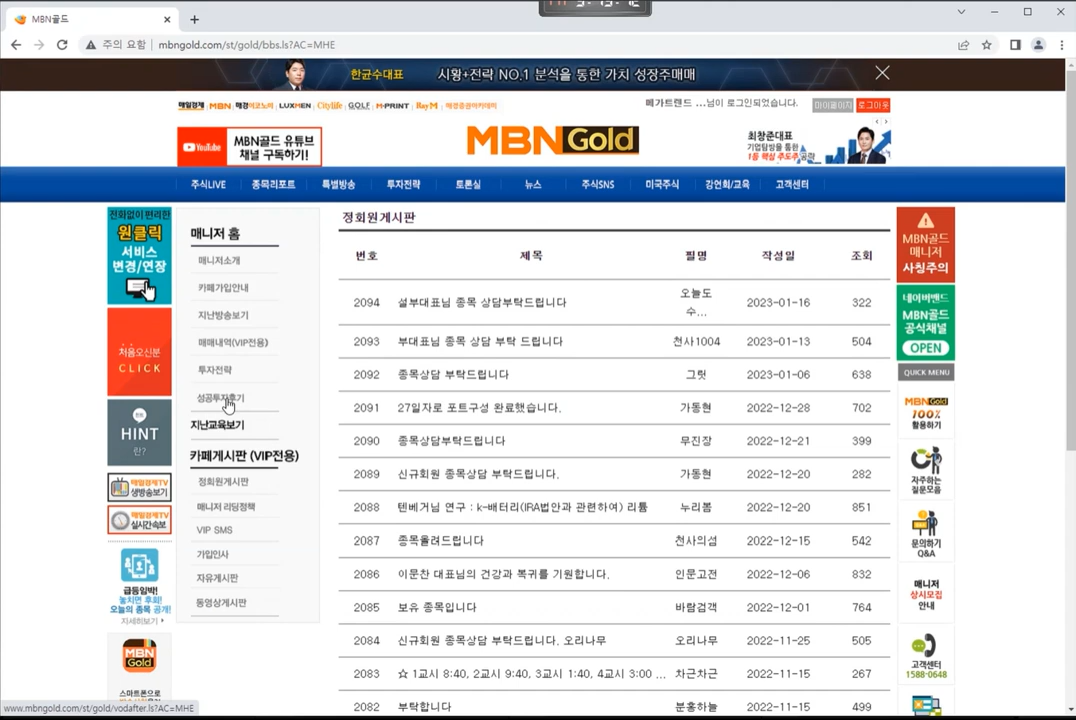 MBN골드
주의 요함
mbngold.com/st/gold/bbs.ls?AC=MHE
한균수대표
시황+전략 NO.1 분석을 통한 가치 성장주매매
매일경제 MBN 매경이코노미 LUXMEN Citylife GOLF M-PRINT RayM 매경증권아카데미
베가트렌드 ...님이 로그인되었습니다.
마이페이지
로그아웃
YouTube
MBN골드 유튜브
채널 구독하기!
MBN Gold
최창준대표
기업탐방을 통한
1등 핵심 주도주 공략
주식LIVE
종목리포트
특별방송
투자전략
토론실
뉴스
주식SNS
미국주식
강연회/교육
고객센터
전화없이 편리한
원클릭
서비스
변경/연장
처음오신분
CLICK
HINT
란?
매일경제TV
생방송보기
매일경제TV
실시간속보
급등임박!
놓치면 후회!
오늘의 종목 공개!
자세히보기
MBN
Gold
스마트폰으로
매니저 홈
매니저소개
카페가입안내
지난방송보기
매매내역(VIP전용)
투자전략
성공투자후기
지난교육보기
카페게시판 (VIP전용)
정회원게시판
매니저 리딩정책
VIP SMS
가입인사
자유게시판
동영상게시판
정회원게시판
번호 제목 필명 작성일 조회
2094 설부대표님 종목 상담부탁드립니다 오늘도수... 2023-01-16 322
2093 부대표님 종목 상담 부탁 드립니다 천사1004 2023-01-13 504
2092 종목상담 부탁드립니다 그릿 2023-01-06 638
2091 27일자로 포트구성 완료했습니다. 가동현 2022-12-28 702
2090 종목상담부탁드립니다 무진장 2022-12-21 399
2089 신규회원 종목상담 부탁드립니다. 가동현 2022-12-20 282
2088 텐베거님 연구 : k-배터리(IRA법안과 관련하여) 리튬 누리봄 2022-12-20 851
2087 종목올려드립니다 천사의섬 2022-12-15 542
2086 이문찬 대표님의 건강과 복귀를 기원합니다. 인문고전 2022-12-06 832
2085 보유 종목입니다 바람검객 2022-12-01 764
2084 신규회원 종목상담 부탁드립니다. 오리나무 오리나무 2022-11-25 505
2083 ☆ 1교시 8:40, 2교시 9:40, 3교시 1:40, 4교시 3:00 ... 차근차근 2022-11-15 267
2082 부탁합니다 분홍하늘 2022-11-15 499
MBN골드
매니저
사칭주의
네이버밴드
MBN골드
공식채널
OPEN
QUICK MENU
MBNGold
100%
활용하기
자주하는
질문모음
문의하기
Q&A
매니저
상시모집
안내
고객센터
1588-0648
www.mbngold.com/st/gold/vodafter.ls?AC=MHE